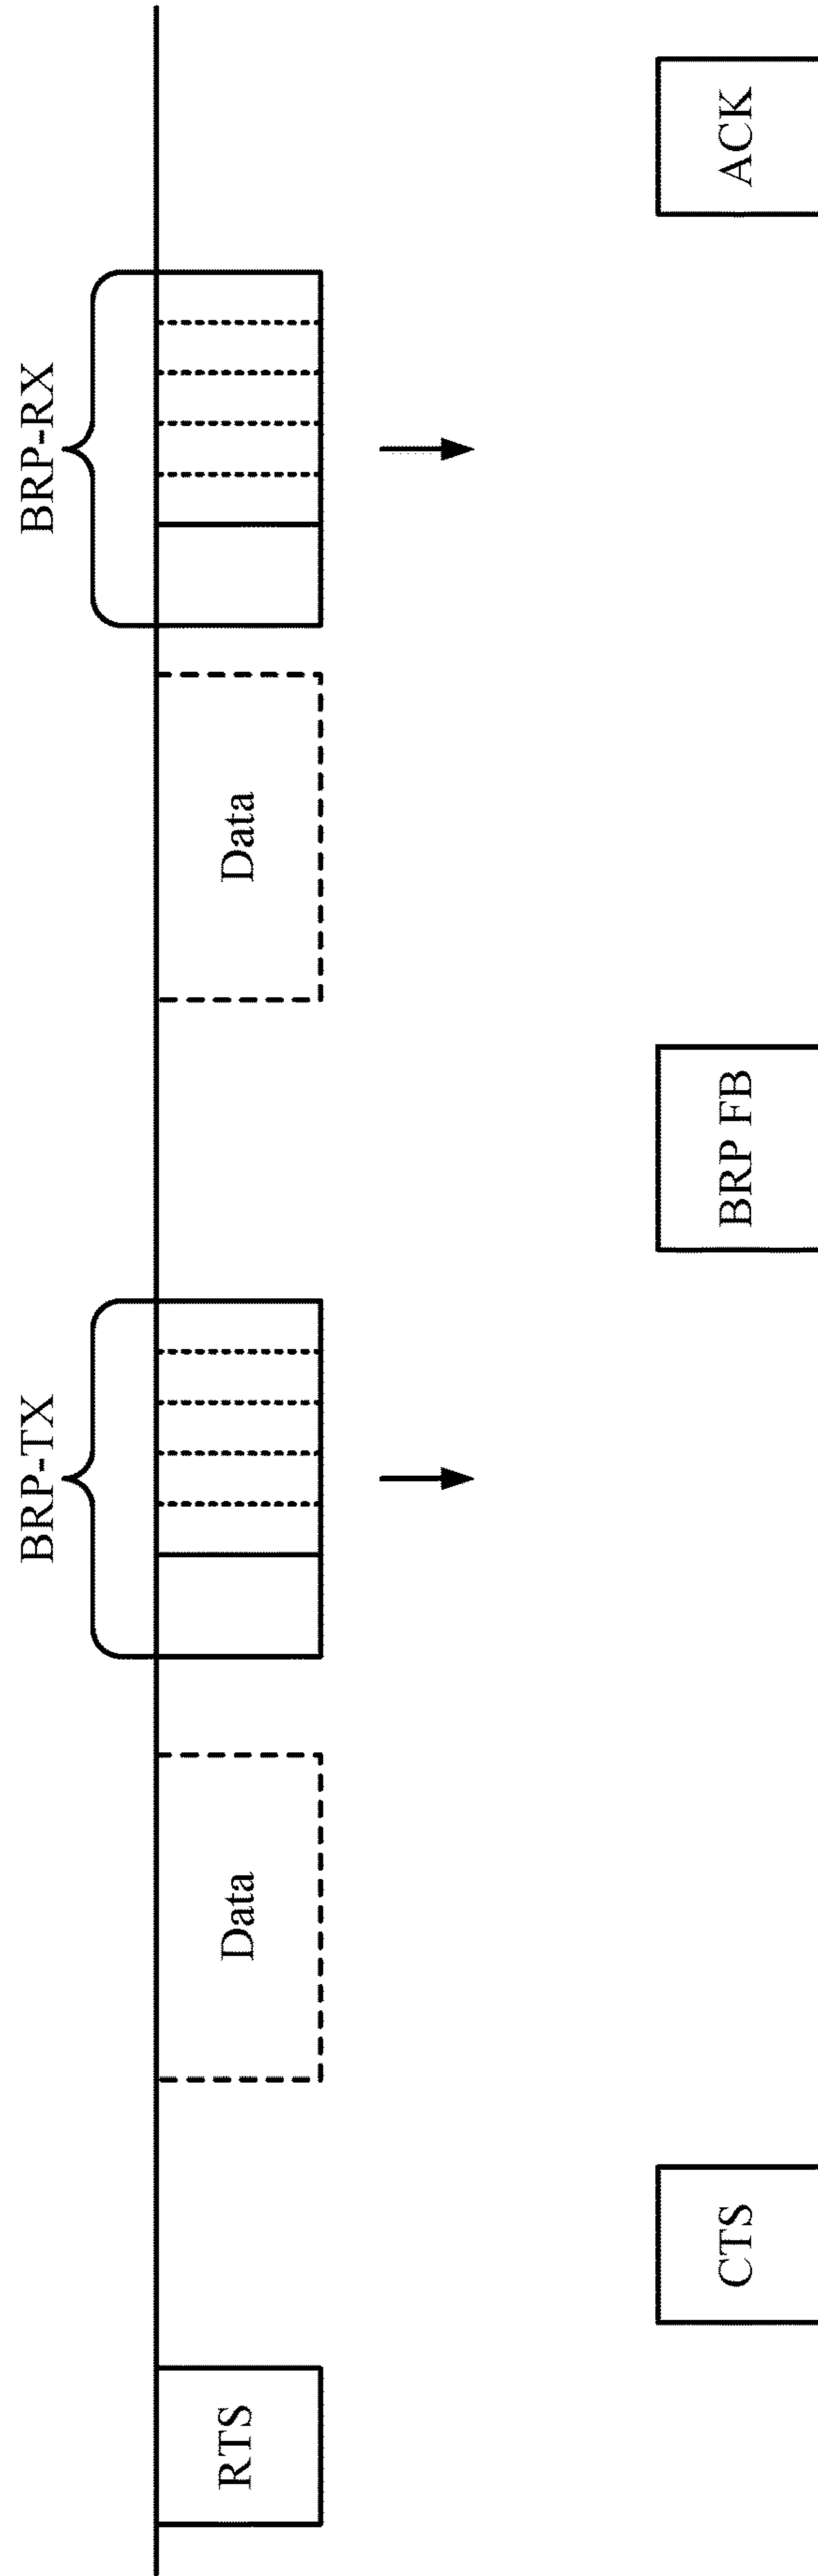 BRP-TX
BRP-RX
RTS
Data
Data
CTS
BRP FB
ACK